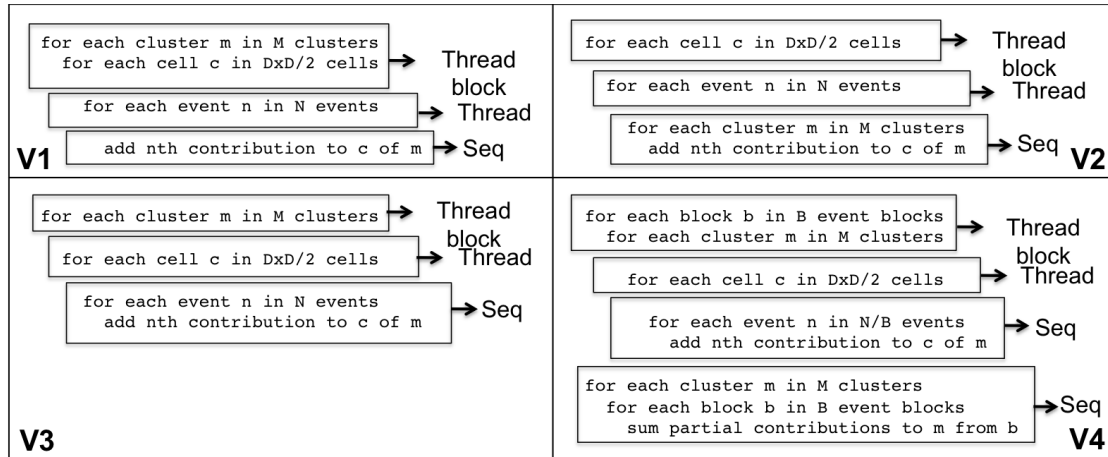 for each cluster m in M clusters
for each cell c in DxD/2 cells
Thread
block
for each event n in N events
Thread
add nth contribution to c of m
Seq
V1
for each cell c in DxD/2 cells
Thread
block
for each event n in N events
Thread
for each cluster m in M clusters
add nth contribution to c of m
Seq
V2
for each cluster m in M clusters
Thread
block
for each cell c in DxD/2 cells
Thread
for each event n in N events
add nth contribution to c of m
Seq
V3
for each block b in B event blocks
for each cluster m in M clusters
Thread
block
for each cell c in DxD/2 cells
Thread
for each event n in N/B events
add nth contribution to c of m
Seq
for each cluster m in M clusters
for each block b in B event blocks
sum partial contributions to m from b
Seq
V4